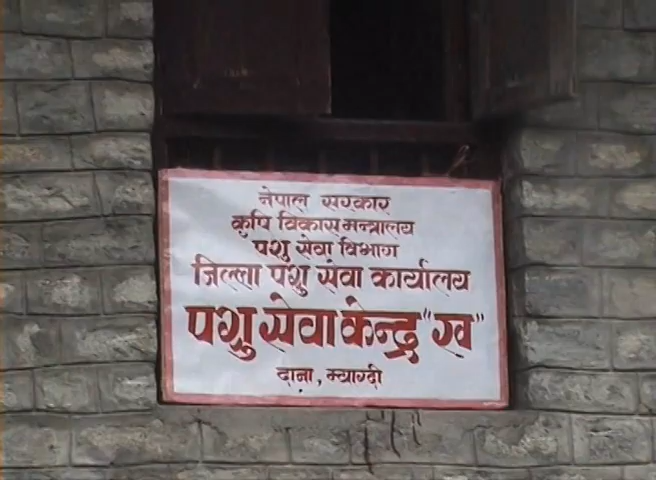 नेपाल सरकार
कृषि विकास मन्त्रालय
पशु सेवा विभाग
जिल्ला पशु सेवा कार्यालय
पशु सेवा केन्द्र "ख"
दाना, म्याग्दी